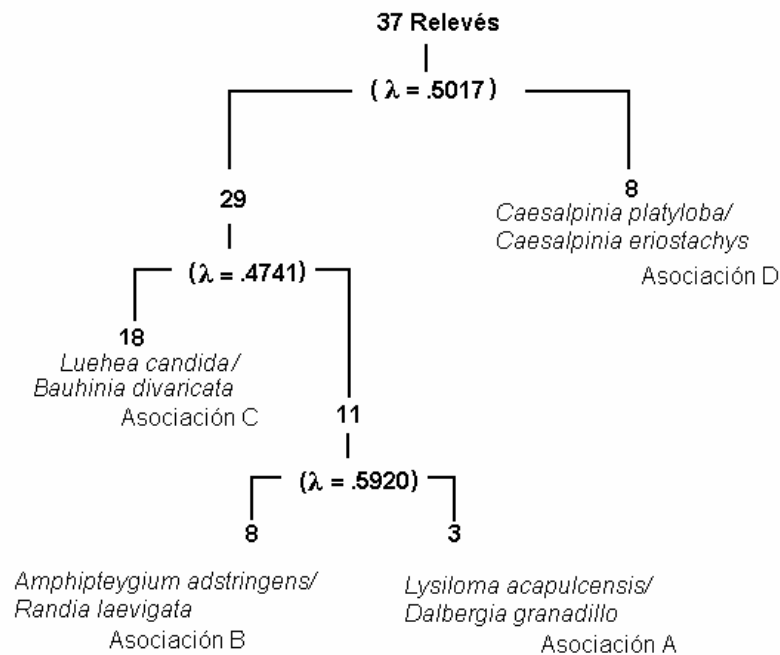 37 Relevés
( λ = .5017)
29
8
Caesalpinia platyloba/
Caesalpinia eriostachys
Asociación D
(λ = .4741)
18
Luehea candida/
Bauhinia divaricata
Asociación C
11
(λ = .5920)
8
3
Amphipteygium adstringens/
Randia laevigata
Asociación B
Lysiloma acapulcensis/
Dalbergia granadillo
Asociación A